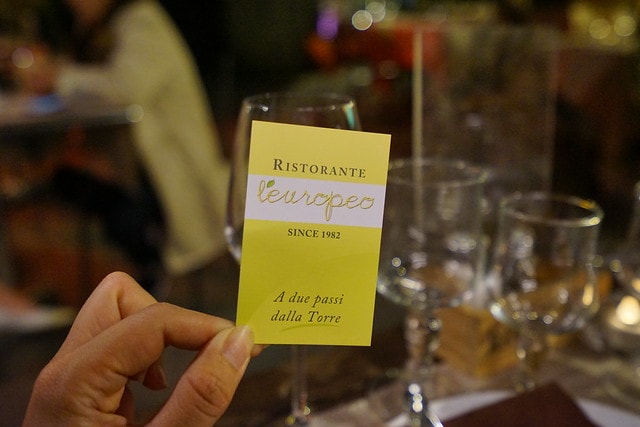 RISTORANTE
l'europeo
SINCE 1982
A due passi
dalla Torre